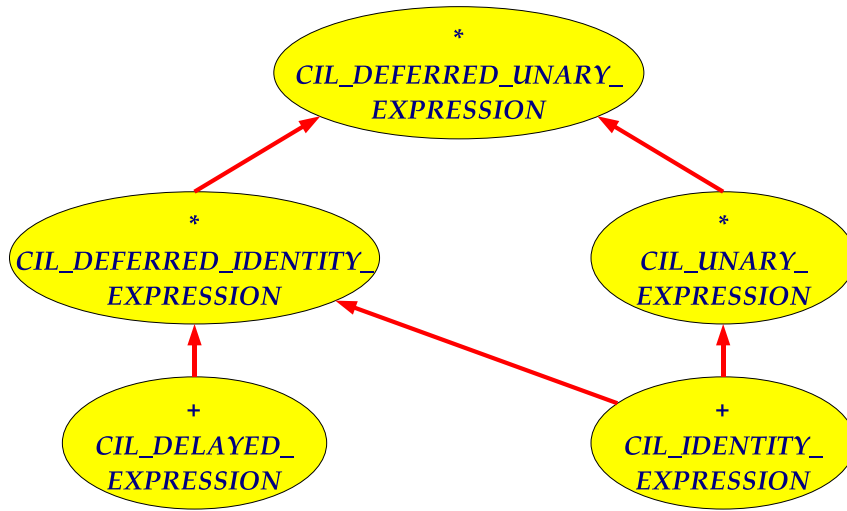 *
CIL_DEFERRED_UNARY_
EXPRESSION
*
CIL_DEFERRED_IDENTITY_
EXPRESSION
*
CIL_UNARY_
EXPRESSION
+
CIL_DELAYED_
EXPRESSION
+
CIL_IDENTITY_
EXPRESSION